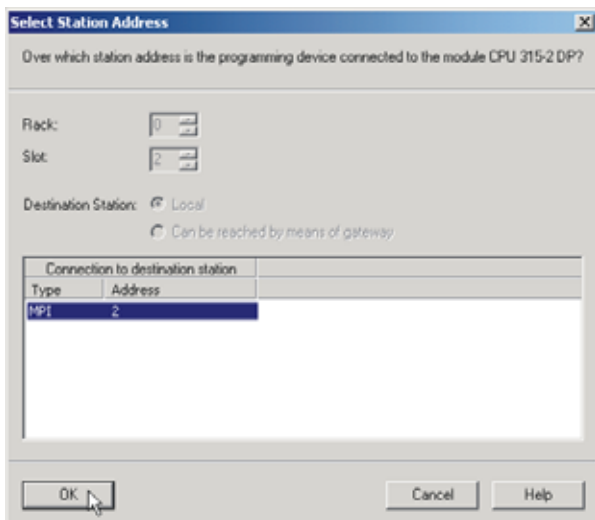 Select Station Address
Over which station address is the programming device connected to the module CPU 315-2 DP?
Rack: 0
Slot: 2
Destination Station: Local
Can be reached by means of gateway
Connection to destination station
Type Address
MPI 2
OK Cancel Help